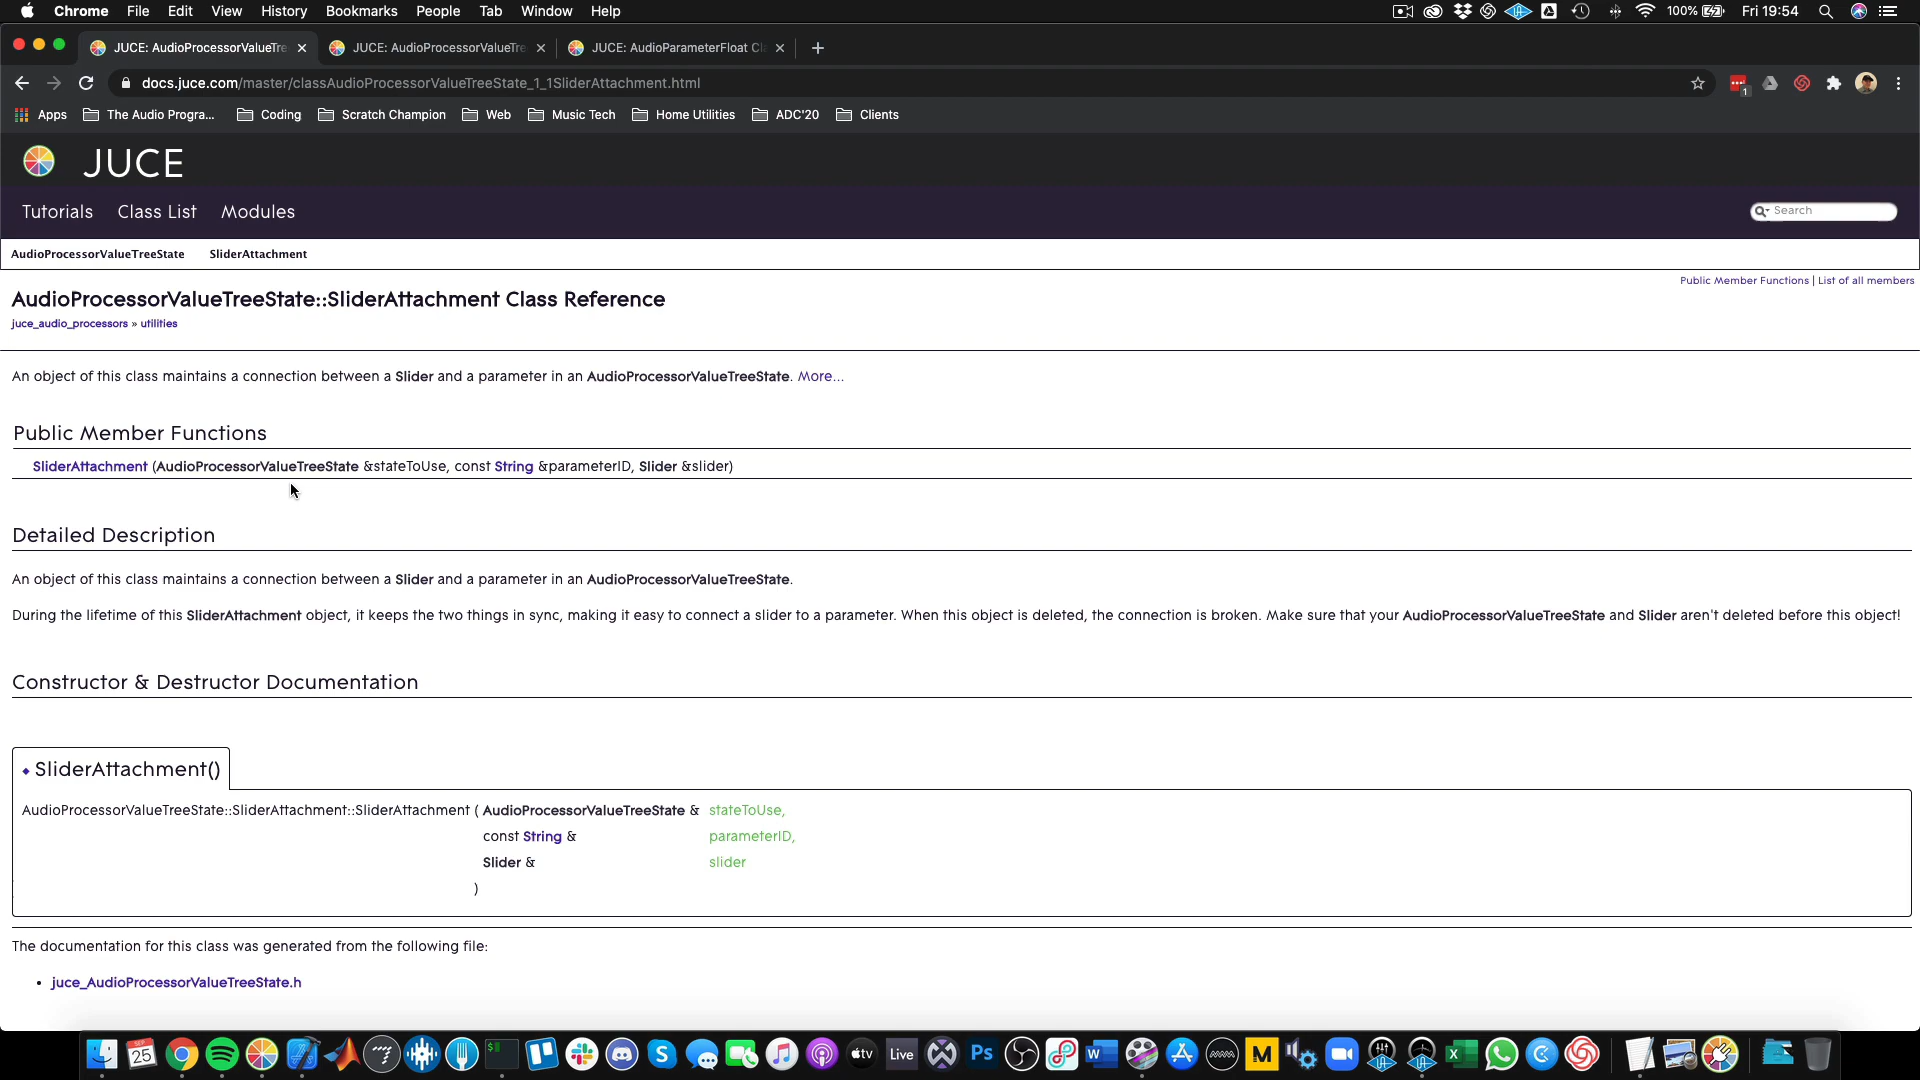 Chrome File Edit View History Bookmarks People Tab Window Help 100% Fri 19:54
JUCE: AudioProcessorValueTre JUCE: AudioProcessorValueTre JUCE: AudioParameterFloat Cl
docs.juce.com/master/classAudioProcessorValueTreeState_1_1SliderAttachment.html 1
Apps The Audio Progra... Coding Scratch Champion Web Music Tech Home Utilities ADC'20 Clients
JUCE
Tutorials Class List Modules Search
AudioProcessorValueTreeState SliderAttachment
Public Member Functions | List of all members
AudioProcessorValueTreeState::SliderAttachment Class Reference
juce_audio_processors » utilities
An object of this class maintains a connection between a Slider and a parameter in an AudioProcessorValueTreeState. More...
Public Member Functions
SliderAttachment (AudioProcessorValueTreeState &stateToUse, const String &parameterID, Slider &slider)
Detailed Description
An object of this class maintains a connection between a Slider and a parameter in an AudioProcessorValueTreeState.
During the lifetime of this SliderAttachment object, it keeps the two things in sync, making it easy to connect a slider to a parameter. When this object is deleted, the connection is broken. Make sure that your AudioProcessorValueTreeState and Slider aren't deleted before this object!
Constructor & Destructor Documentation
◆ SliderAttachment()
AudioProcessorValueTreeState::SliderAttachment::SliderAttachment ( AudioProcessorValueTreeState & stateToUse,
const String & parameterID,
Slider & slider
)
The documentation for this class was generated from the following file:
• juce_AudioProcessorValueTreeState.h
SEP 25 $ tv Live Ps W M X